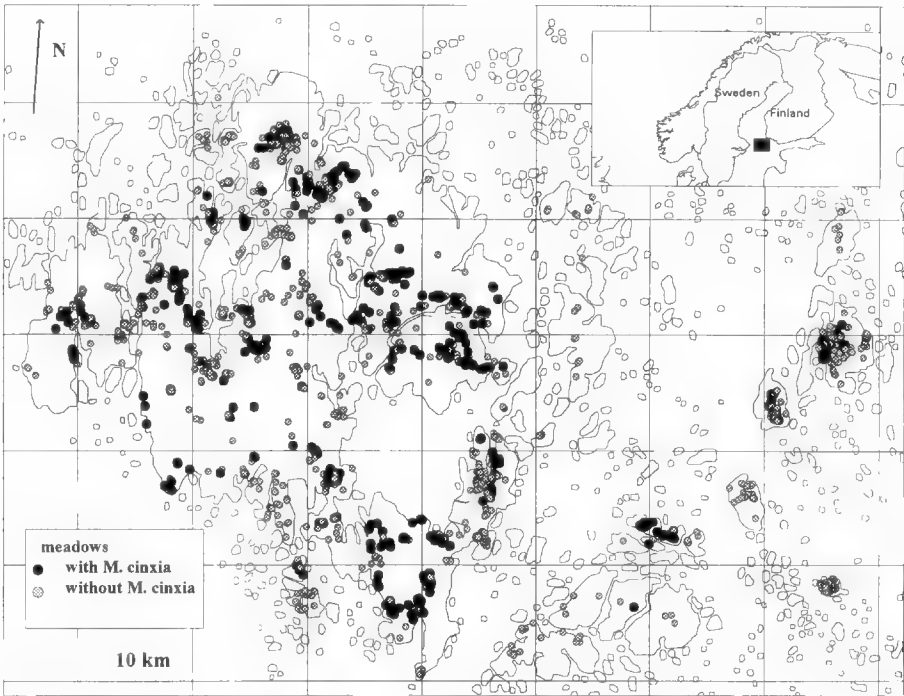 N
Sweden
Finland
meadows
with M. cinxia
without M. cinxia
10 km